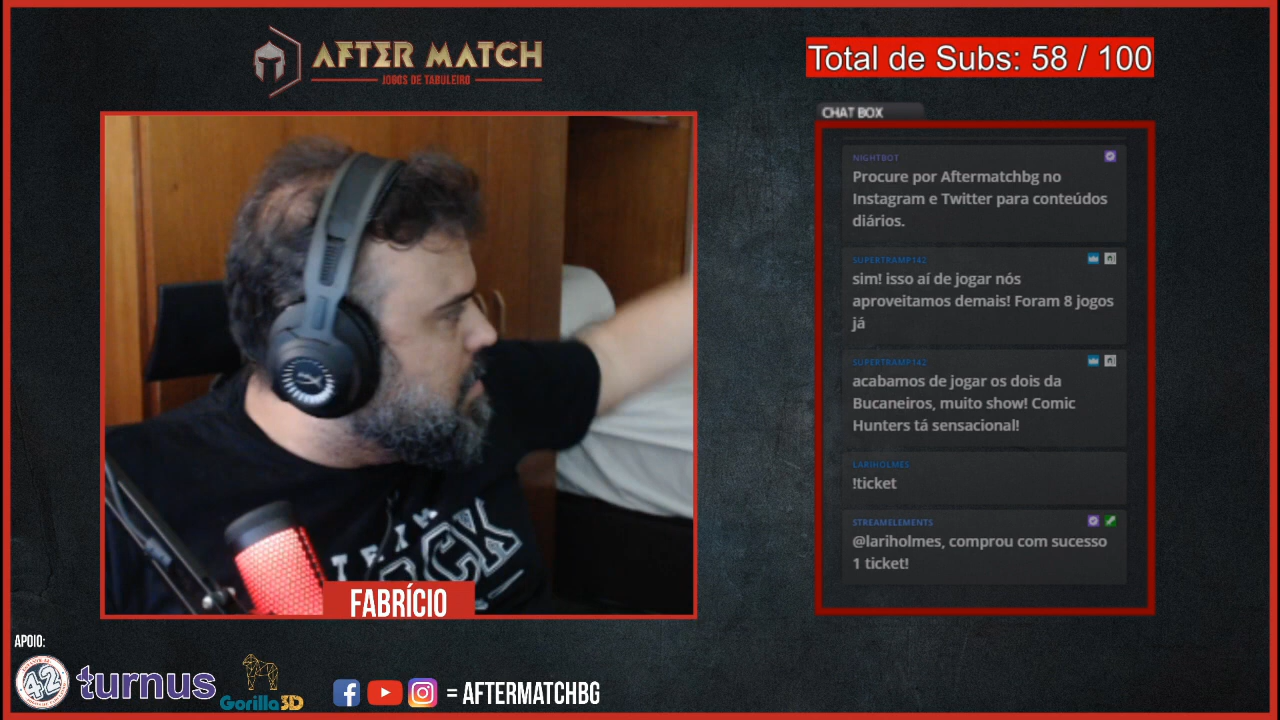 AFTER MATCH
JOGOS DE TABULEIRO
Total de Subs: 58 / 100
CHAT BOX
NIGHTBOT
Procure por Aftermatchbg no
Instagram e Twitter para conteúdos
diários.
SUPERTRAMP142
sim! isso aí de jogar nós
aproveitamos demais! Foram 8 jogos
já
SUPERTRAMP142
acabamos de jogar os dois da
Bucaneiros, muito show! Comic
Hunters tá sensacional!
LARIHOLMES
!ticket
STREAMELEMENTS
@lariholmes, comprou com sucesso
1 ticket!
FABRÍCIO
APOIO:
42
turnus
Gorilla3D
= AFTERMATCHBG